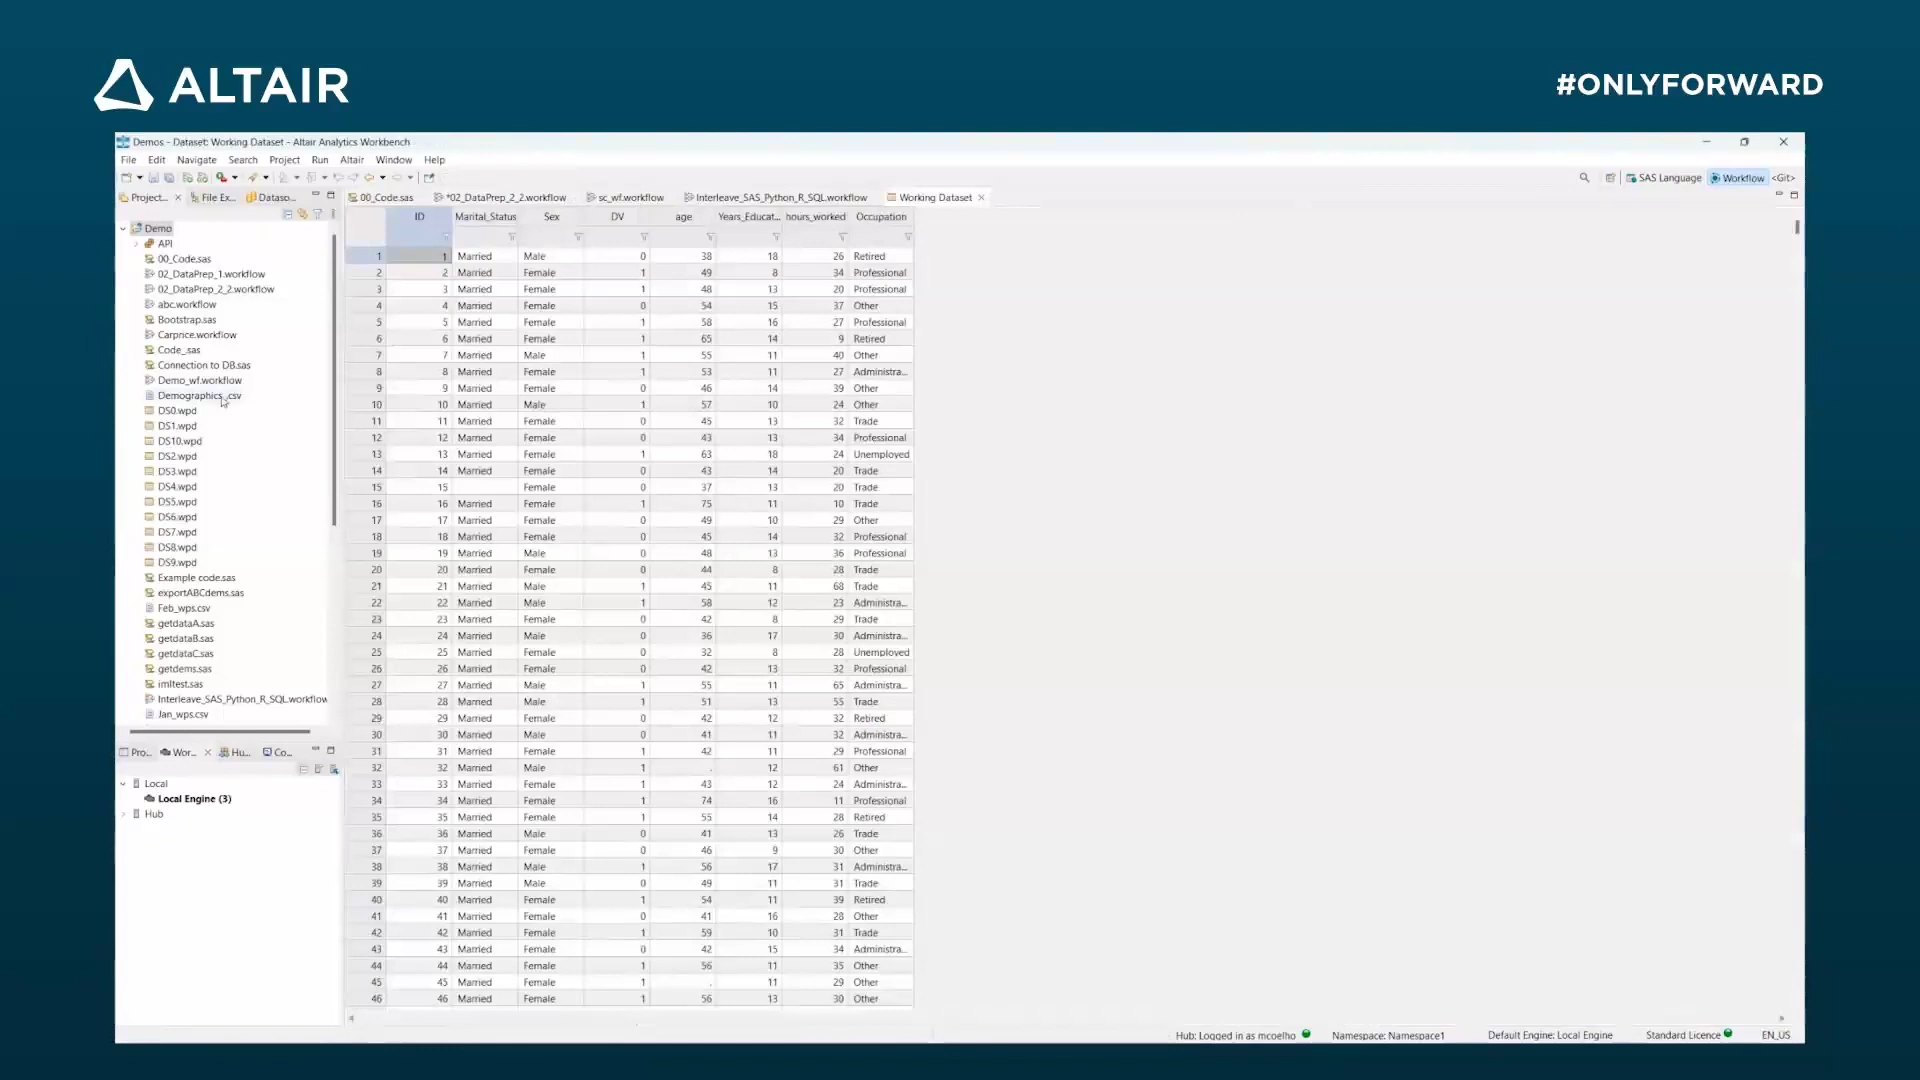 ALTAIR
#ONLYFORWARD
Demos - Dataset: Working Dataset - Altair Analytics Workbench
File Edit Navigate Search Project Run Altair Window Help
SAS Language Workflow <Git>
Project... File Ex... Dataso...
00_Code.sas *02_DataPrep_2_2.workflow sc_wf.workflow Interleave_SAS_Python_R_SQL.workflow Working Dataset
Demo
API
00_Code.sas
02_DataPrep_1.workflow
02_DataPrep_2_2.workflow
abc.workflow
Bootstrap.sas
Carprice.workflow
Code_.sas
Connection to DB.sas
Demo_wf.workflow
Demographics_.csv
DS0.wpd
DS1.wpd
DS10.wpd
DS2.wpd
DS3.wpd
DS4.wpd
DS5.wpd
DS6.wpd
DS7.wpd
DS8.wpd
DS9.wpd
Example code.sas
exportABCdems.sas
Feb_wps.csv
getdataA.sas
getdataB.sas
getdataC.sas
getdems.sas
imltest.sas
Interleave_SAS_Python_R_SQL.workflow
Jan_wps.csv
Pro... Wor... Hu... Co...
Local
Local Engine (3)
Hub
ID Marital_Status Sex DV age Years_Educat... hours_worked Occupation
1 1 Married Male 0 38 18 26 Retired
2 2 Married Female 1 49 8 34 Professional
3 3 Married Female 1 48 13 20 Professional
4 4 Married Female 0 54 15 37 Other
5 5 Married Female 1 58 16 27 Professional
6 6 Married Female 1 65 14 9 Retired
7 7 Married Male 1 55 11 40 Other
8 8 Married Female 1 53 11 27 Administra...
9 9 Married Female 0 46 14 39 Other
10 10 Married Male 1 57 10 24 Other
11 11 Married Female 0 45 13 32 Trade
12 12 Married Female 0 43 13 34 Professional
13 13 Married Female 1 63 18 24 Unemployed
14 14 Married Female 0 43 14 20 Trade
15 15 Female 0 37 13 20 Trade
16 16 Married Female 1 75 11 10 Trade
17 17 Married Female 0 49 10 29 Other
18 18 Married Female 0 45 14 32 Professional
19 19 Married Male 0 48 13 36 Professional
20 20 Married Female 0 44 8 28 Trade
21 21 Married Male 1 45 11 68 Trade
22 22 Married Male 1 58 12 23 Administra...
23 23 Married Female 0 42 8 29 Trade
24 24 Married Male 0 36 17 30 Administra...
25 25 Married Female 0 32 8 28 Unemployed
26 26 Married Female 0 42 13 32 Professional
27 27 Married Male 1 55 11 65 Administra...
28 28 Married Male 1 51 13 55 Trade
29 29 Married Female 0 42 12 32 Retired
30 30 Married Male 0 41 11 32 Administra...
31 31 Married Female 1 42 11 29 Professional
32 32 Married Male 1 . 12 61 Other
33 33 Married Female 1 43 12 24 Administra...
34 34 Married Female 1 74 16 11 Professional
35 35 Married Female 1 55 14 28 Retired
36 36 Married Male 0 41 13 26 Trade
37 37 Married Female 0 46 9 30 Other
38 38 Married Male 1 56 17 31 Administra...
39 39 Married Male 0 49 11 31 Trade
40 40 Married Female 1 54 11 39 Retired
41 41 Married Female 0 41 16 28 Other
42 42 Married Female 1 59 10 31 Trade
43 43 Married Female 0 42 15 34 Administra...
44 44 Married Female 1 56 11 35 Other
45 45 Married Female 1 . 11 29 Other
46 46 Married Female 1 56 13 30 Other
Hub: Logged in as mcoelho Namespace: Namespace1 Default Engine: Local Engine Standard Licence EN_US